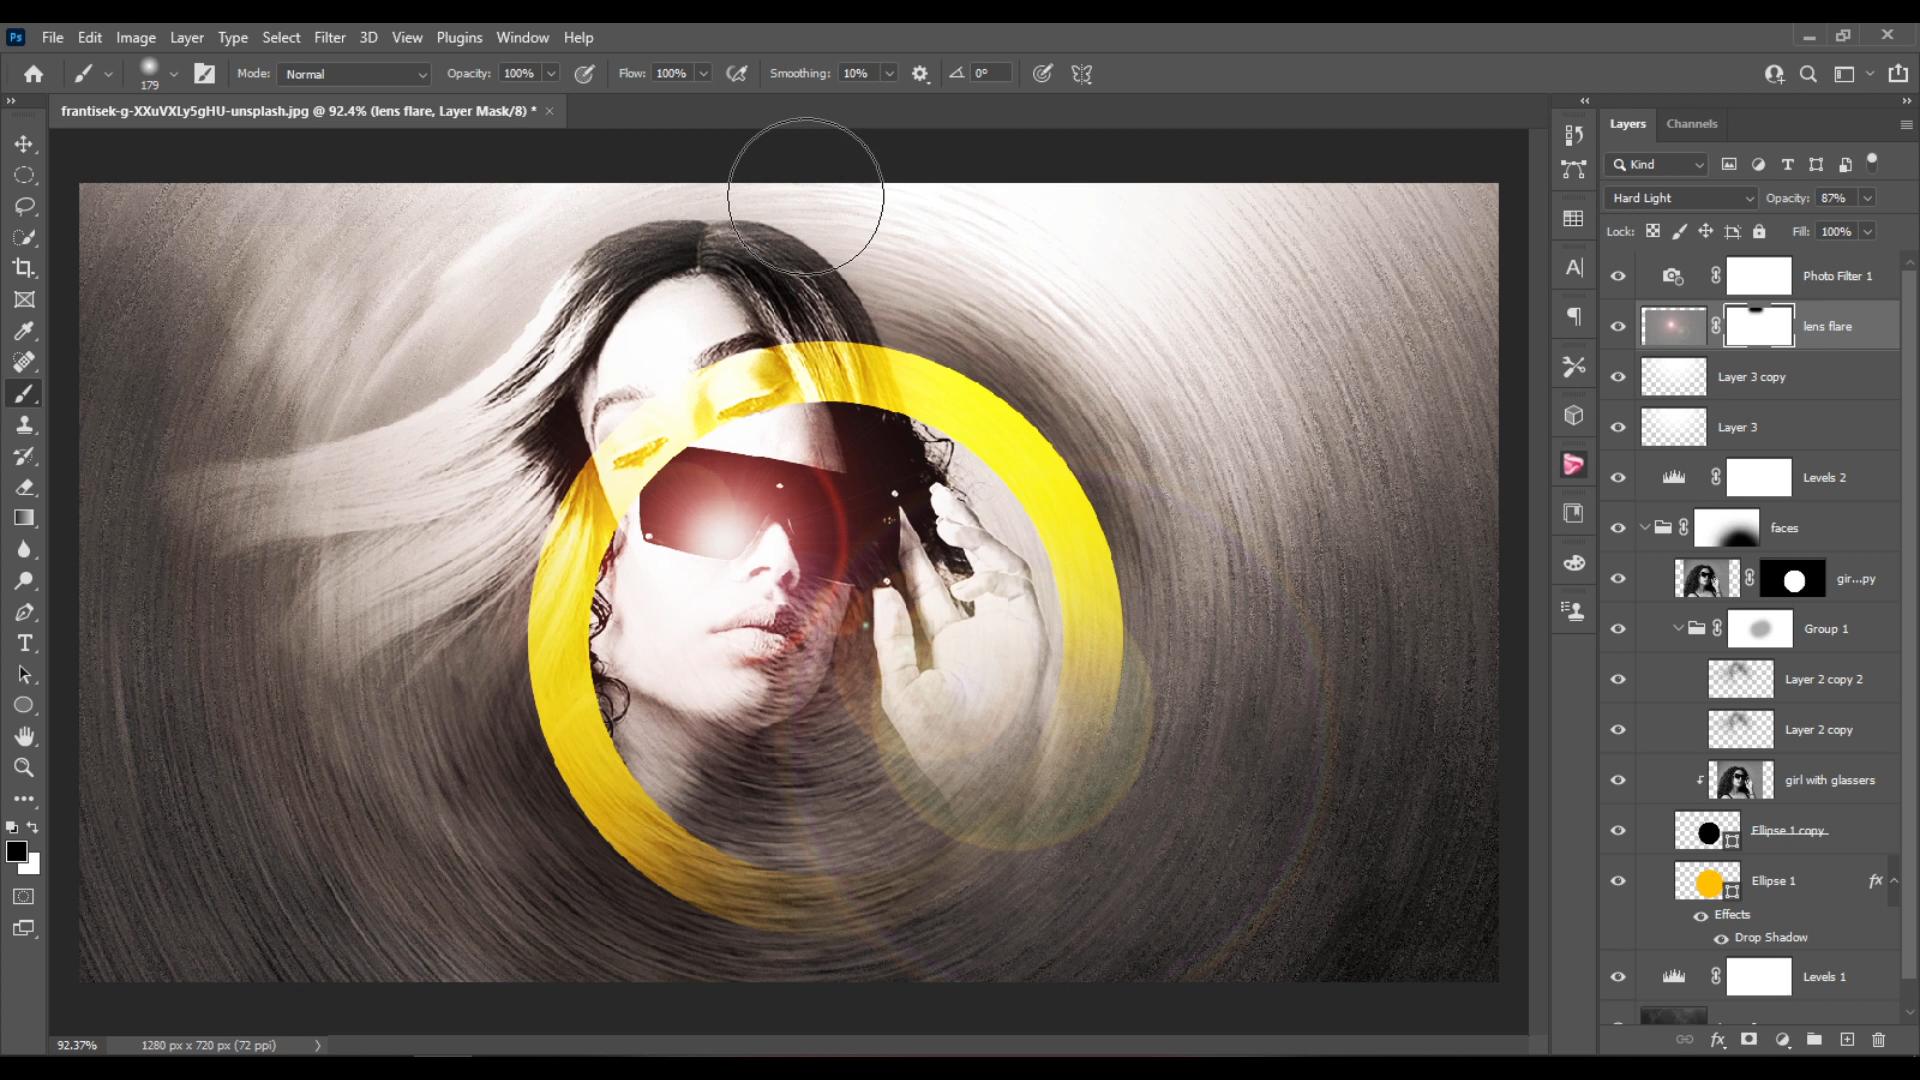 Ps File Edit Image Layer Type Select Filter 3D View Plugins Window Help
179 Mode: Normal Opacity: 100% Flow: 100% Smoothing: 10% 0°
frantisek-g-XXuVXLy5gHU-unsplash.jpg @ 92.4% (lens flare, Layer Mask/8) * ×
Layers Channels
Kind
Hard Light Opacity: 87%
Lock: Fill: 100%
Photo Filter 1
lens flare
Layer 3 copy
Layer 3
Levels 2
faces
gir...py
Group 1
Layer 2 copy 2
Layer 2 copy
girl with glassers
Ellipse 1 copy
Ellipse 1 fx
Effects
Drop Shadow
Levels 1
92.37% 1280 px x 720 px (72 ppi)
fx